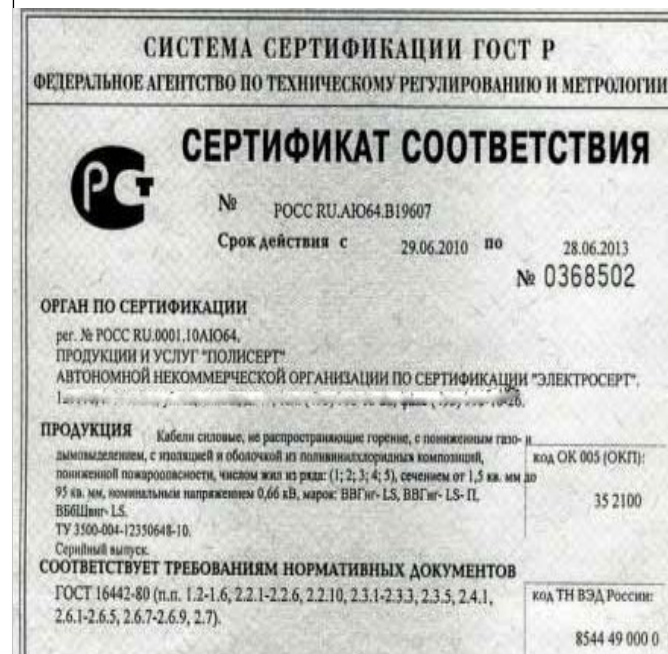 СИСТЕМА СЕРТИФИКАЦИИ ГОСТ Р
ФЕДЕРАЛЬНОЕ АГЕНТСТВО ПО ТЕХНИЧЕСКОМУ РЕГУЛИРОВАНИЮ И МЕТРОЛОГИИ
РСТ
СЕРТИФИКАТ СООТВЕТСТВИЯ
№ РОСС RU.АЮ64.В19607
Срок действия с 29.06.2010 по 28.06.2013
№ 0368502
ОРГАН ПО СЕРТИФИКАЦИИ
рег. № РОСС RU.0001.10АЮ64.
ПРОДУКЦИИ И УСЛУГ "ПОЛИСЕРТ"
АВТОНОМНОЙ НЕКОММЕРЧЕСКОЙ ОРГАНИЗАЦИИ ПО СЕРТИФИКАЦИИ "ЭЛЕКТРОСЕРТ".
ПРОДУКЦИЯ Кабели силовые, не распространяющие горение, с пониженным газо- и
дымовыделением, с изоляцией и оболочкой из поливинилхлоридных композиций,
пониженной пожароопасности, числом жил из ряда: (1; 2; 3; 4; 5), сечением от 1,5 кв. мм до
95 кв. мм, номинальным напряжением 0,66 кВ, марок: ВВГнг- LS, ВВГнг- LS- П,
ВБбШвнг- LS.
ТУ 3500-004-12350648-10.
Серийный выпуск.
код ОК 005 (ОКП):
35 2100
СООТВЕТСТВУЕТ ТРЕБОВАНИЯМ НОРМАТИВНЫХ ДОКУМЕНТОВ
ГОСТ 16442-80 (п.п. 1.2-1.6, 2.2.1-2.2.6, 2.2.10, 2.3.1-2.3.3, 2.3.5, 2.4.1,
2.6.1-2.6.5, 2.6.7-2.6.9, 2.7).
код ТН ВЭД России:
8544 49 000 0